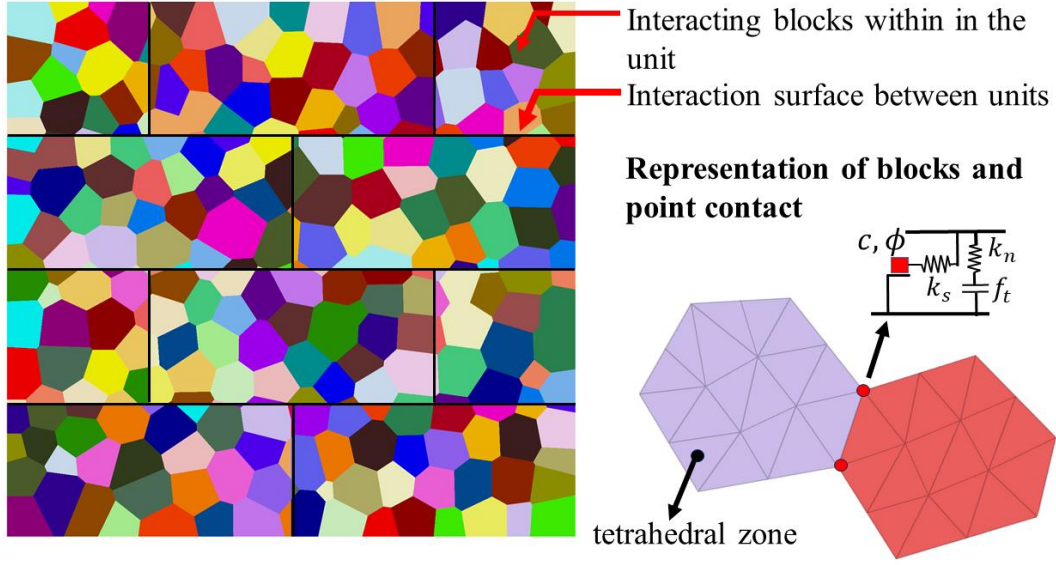 Interacting blocks within in the
unit
Interaction surface between units
Representation of blocks and
point contact
c, ϕ
k_n
k_s
f_t
tetrahedral zone